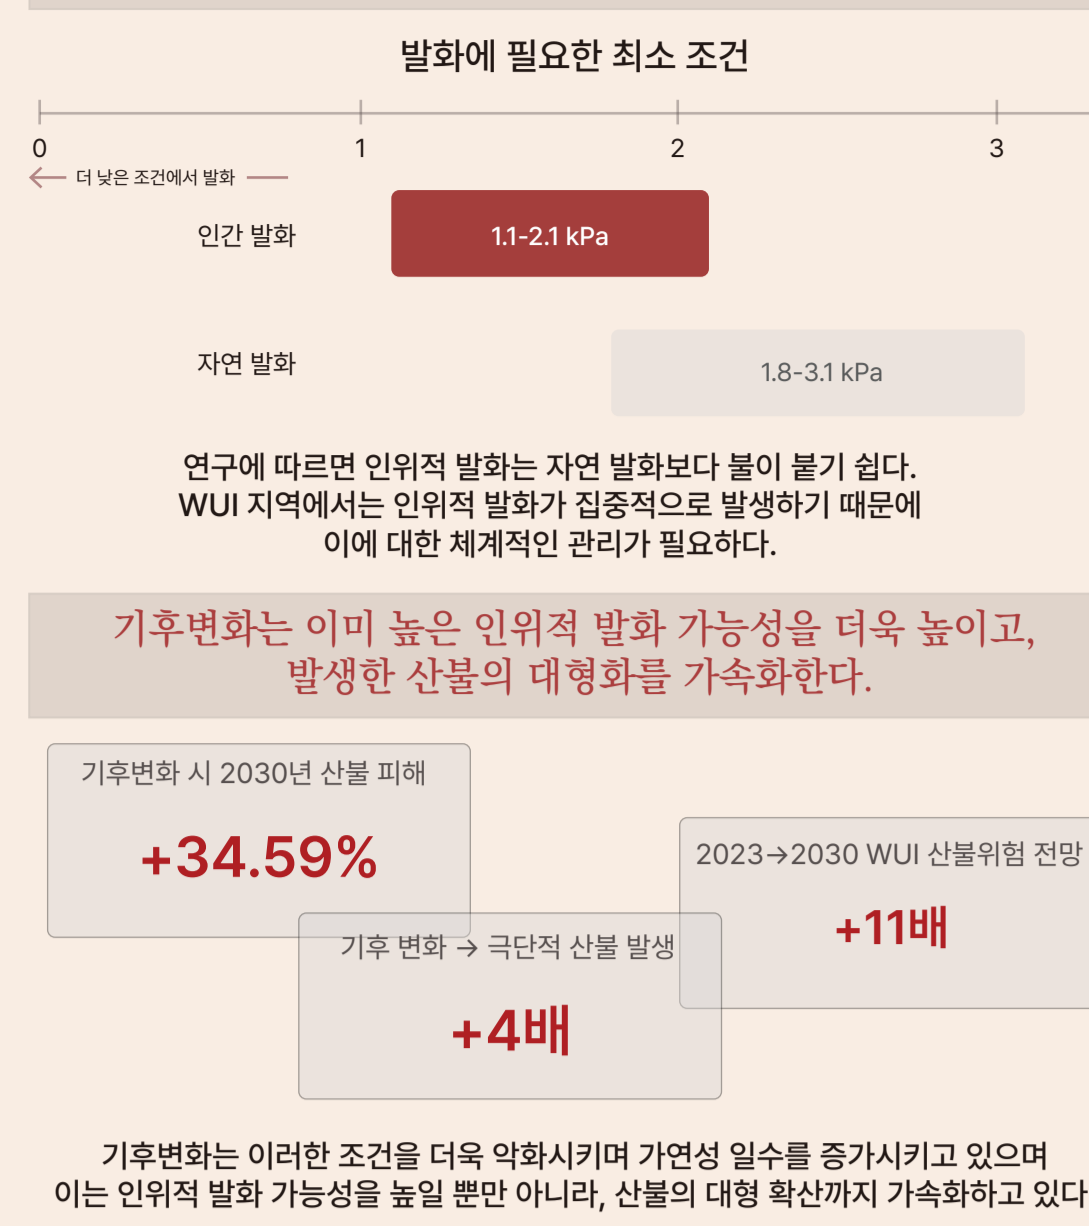 발화에 필요한 최소 조건
0 1 2 3
더 낮은 조건에서 발화
인간 발화
1.1-2.1 kPa
자연 발화
1.8-3.1 kPa
연구에 따르면 인위적 발화는 자연 발화보다 불이 붙기 쉽다.
WUI 지역에서는 인위적 발화가 집중적으로 발생하기 때문에
이에 대한 체계적인 관리가 필요하다.
기후변화는 이미 높은 인위적 발화 가능성을 더욱 높이고,
발생한 산불의 대형화를 가속화한다.
기후변화 시 2030년 산불 피해
+34.59%
2023→2030 WUI 산불위험 전망
+11배
기후 변화 → 극단적 산불 발생
+4배
기후변화는 이러한 조건을 더욱 악화시키며 가연성 일수를 증가시키고 있으며
이는 인위적 발화 가능성을 높일 뿐만 아니라, 산불의 대형 확산까지 가속화하고 있다